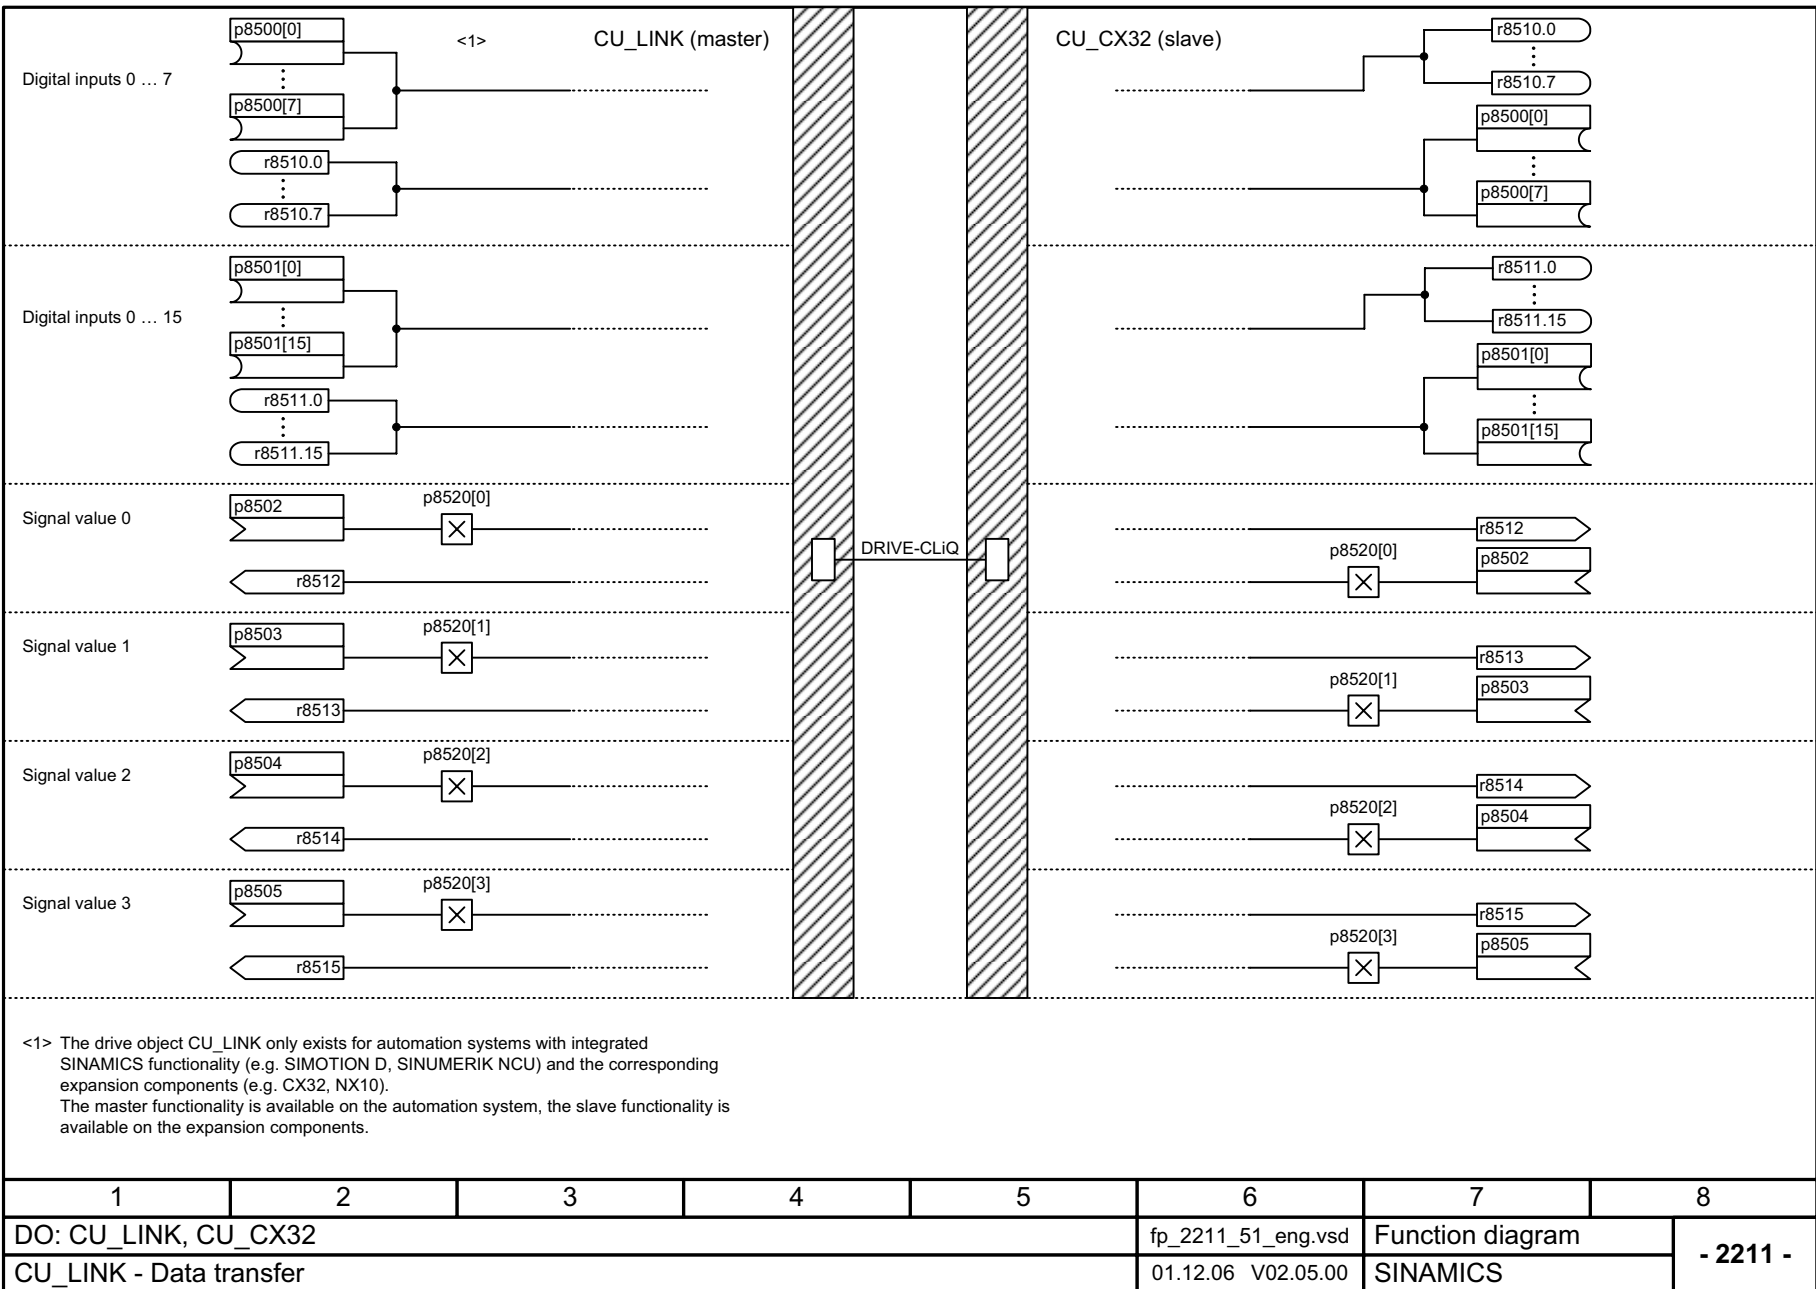 CU_LINK (master)
<1>
CU_CX32 (slave)
Digital inputs 0 … 7
p8500[0]
p8500[7]
r8510.0
r8510.7
r8510.0
r8510.7
p8500[0]
p8500[7]
Digital inputs 0 … 15
p8501[0]
p8501[15]
r8511.0
r8511.15
r8511.0
r8511.15
p8501[0]
p8501[15]
Signal value 0
p8502
p8520[0]
r8512
DRIVE-CLiQ
r8512
p8520[0]
p8502
Signal value 1
p8503
p8520[1]
r8513
r8513
p8520[1]
p8503
Signal value 2
p8504
p8520[2]
r8514
r8514
p8520[2]
p8504
Signal value 3
p8505
p8520[3]
r8515
r8515
p8520[3]
p8505
<1> The drive object CU_LINK only exists for automation systems with integrated
SINAMICS functionality (e.g. SIMOTION D, SINUMERIK NCU) and the corresponding
expansion components (e.g. CX32, NX10).
The master functionality is available on the automation system, the slave functionality is
available on the expansion components.
1 2 3 4 5 6 7 8
DO: CU_LINK, CU_CX32
fp_2211_51_eng.vsd
Function diagram
- 2211 -
CU_LINK - Data transfer
01.12.06 V02.05.00
SINAMICS